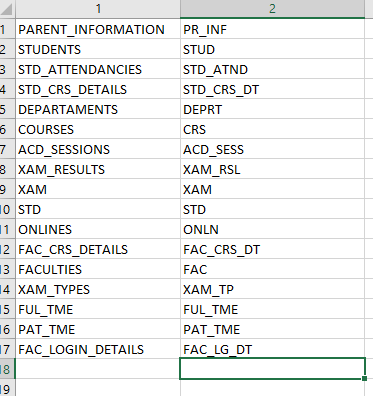 1 2
1 PARENT_INFORMATION PR_INF
2 STUDENTS STUD
3 STD_ATTENDANCIES STD_ATND
4 STD_CRS_DETAILS STD_CRS_DT
5 DEPARTAMENTS DEPRT
6 COURSES CRS
7 ACD_SESSIONS ACD_SESS
8 XAM_RESULTS XAM_RSL
9 XAM XAM
10 STD STD
11 ONLINES ONLN
12 FAC_CRS_DETAILS FAC_CRS_DT
13 FACULTIES FAC
14 XAM_TYPES XAM_TP
15 FUL_TME FUL_TME
16 PAT_TME PAT_TME
17 FAC_LOGIN_DETAILS FAC_LG_DT
18
19